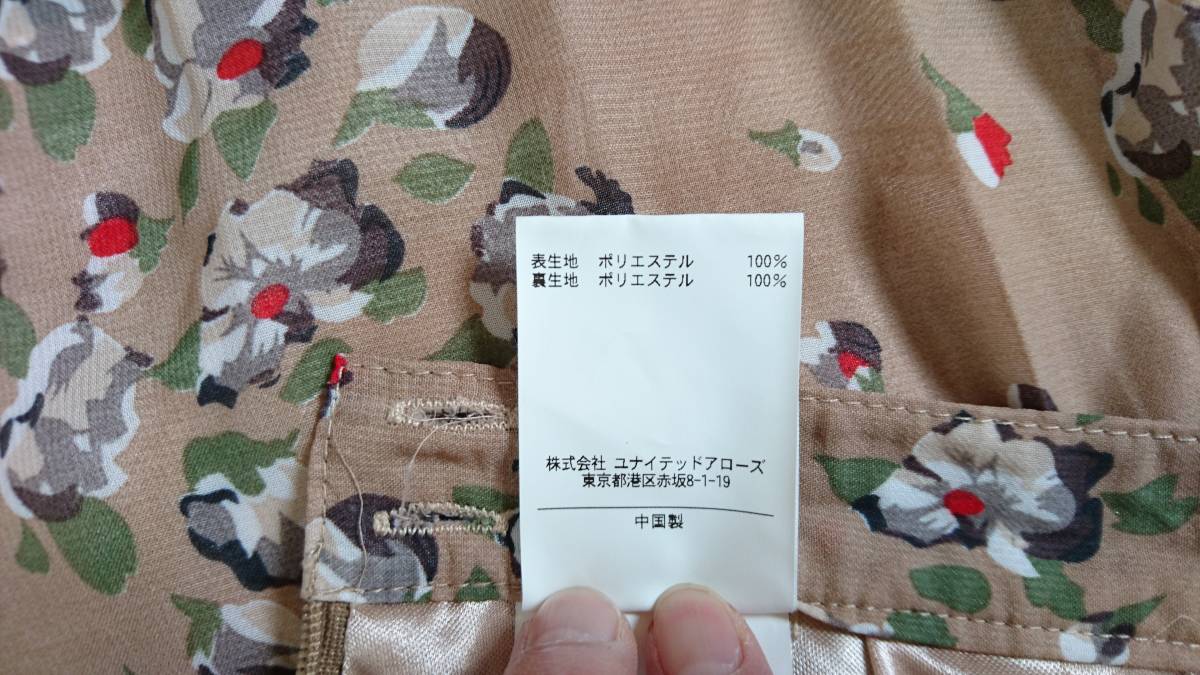 表生地 ポリエステル 100%
裏生地 ポリエステル 100%
株式会社 ユナイテッドアローズ
東京都港区赤坂8-1-19
中国製